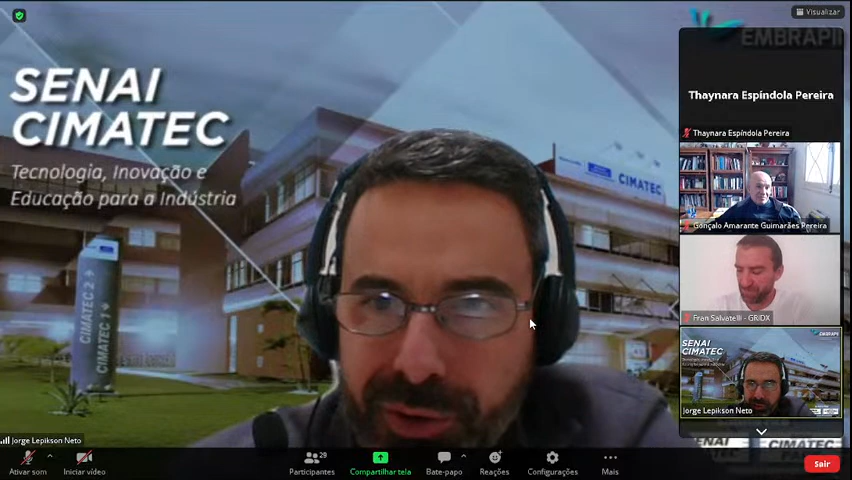 Visualizar
EMBRAPII
SENAI
CIMATEC
Tecnologia, Inovação e
Educação para a Indústria
CIMATEC
CIMATEC 2
CIMATEC 1
Thaynara Espíndola Pereira
Thaynara Espíndola Pereira
Gonçalo Amarante Guimarães Pereira
Fran Salvatelli - GRIDX
SENAI
CIMATEC
Jorge Lepikson Neto
Jorge Lepikson Neto
SENAI
CIMATEC
Ativar som
Iniciar vídeo
Participantes
29
Compartilhar tela
Bate-papo
Reações
Configurações
Mais
Sair